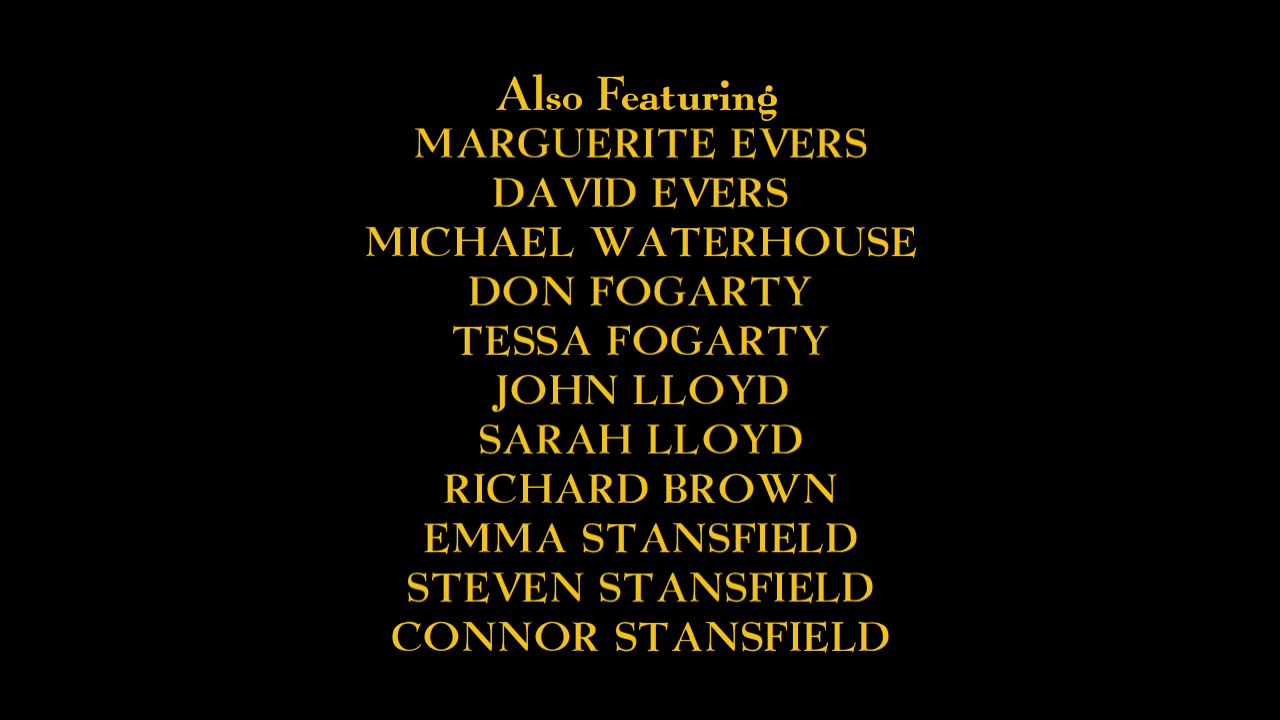 Also Featuring
MARGUERITE EVERS
DAVID EVERS
MICHAEL WATERHOUSE
DON FOGARTY
TESSA FOGARTY
JOHN LLOYD
SARAH LLOYD
RICHARD BROWN
EMMA STANSFIELD
STEVEN STANSFIELD
CONNOR STANSFIELD